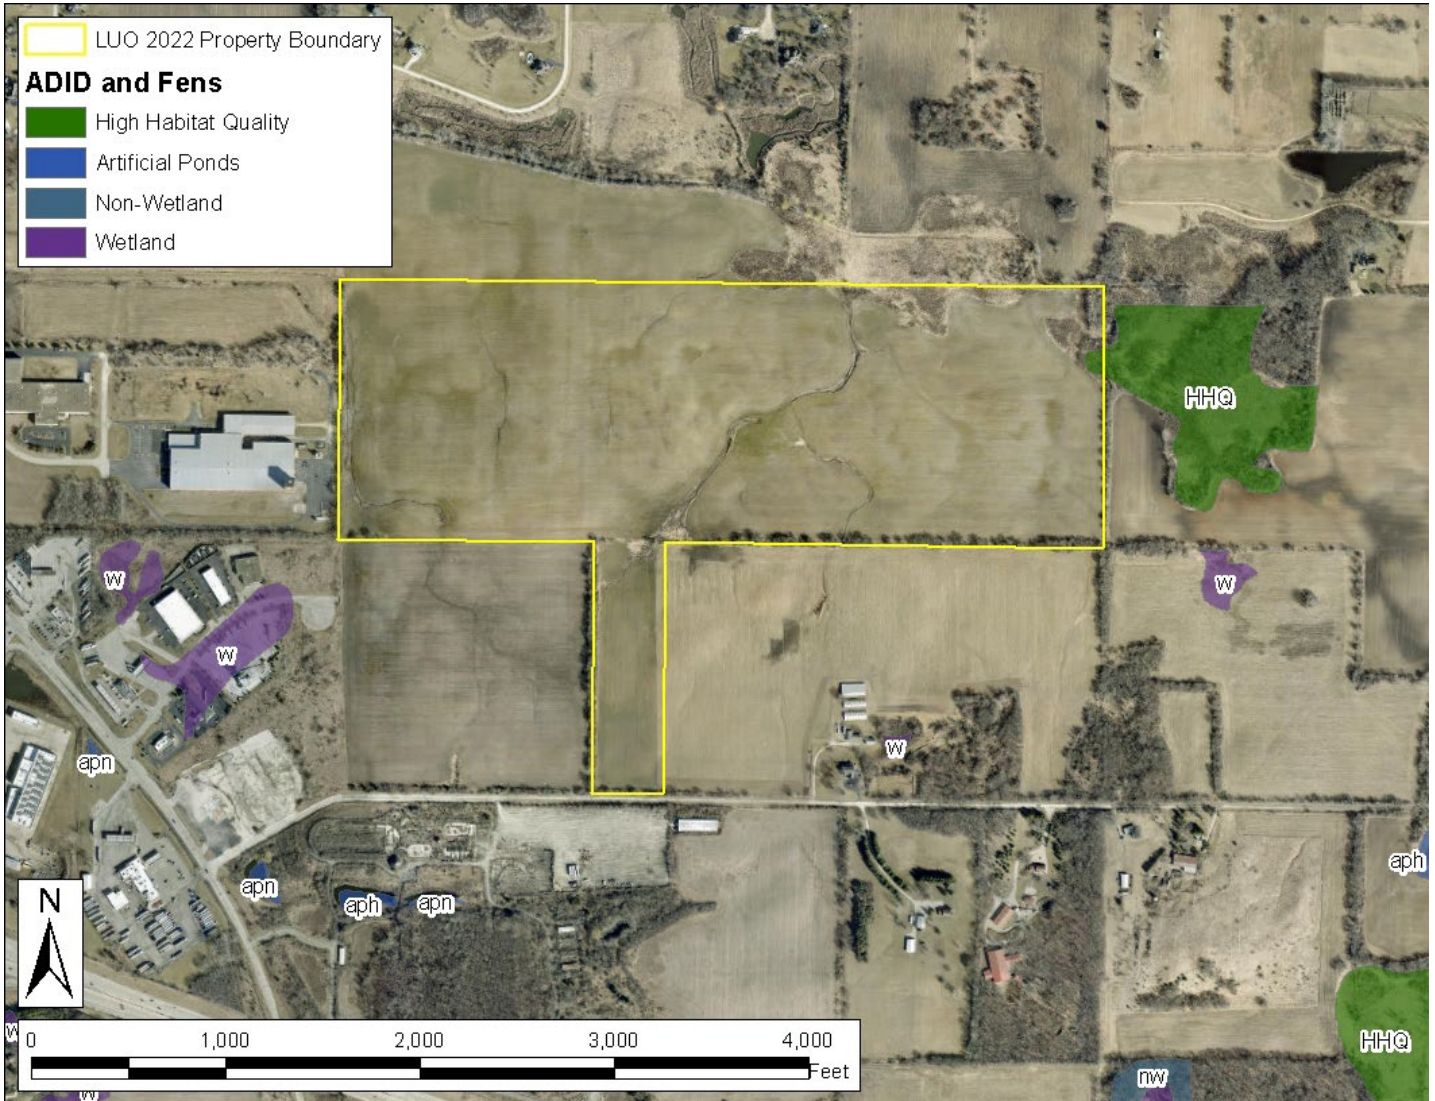 LUO 2022 Property Boundary
ADID and Fens
High Habitat Quality
Artificial Ponds
Non-Wetland
Wetland
HHQ
W
W
W
W
apn
apn
aph
apn
aph
N
0 1,000 2,000 3,000 4,000
Feet
HHQ
nw
W
W